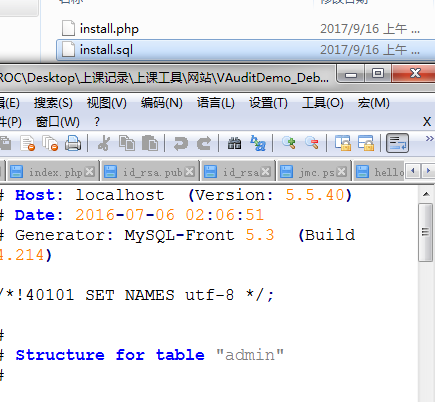 名称 修改日期
install.php 2017/9/16 上午 ...
install.sql 2017/9/16 上午 ...
ROC\Desktop\上课记录\上课工具\网站\VAuditDemo_Deb...
辑(E) 搜索(S) 视图(V) 编码(N) 语言(L) 设置(T) 工具(O) 宏(M)
件(P) 窗口(W) ? X
index.php id_rsa.pub id_rsa jmc.ps hello
# Host: localhost (Version: 5.5.40)
# Date: 2016-07-06 02:06:51
# Generator: MySQL-Front 5.3 (Build
4.214)
/*!40101 SET NAMES utf-8 */;
#
# Structure for table "admin"
#